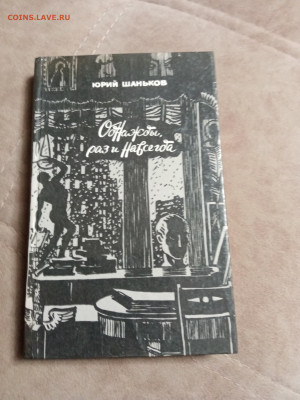 COINS.LAVE.RU
ЮРИЙ ШАНЬКОВ
Однажды,
раз и навсегда